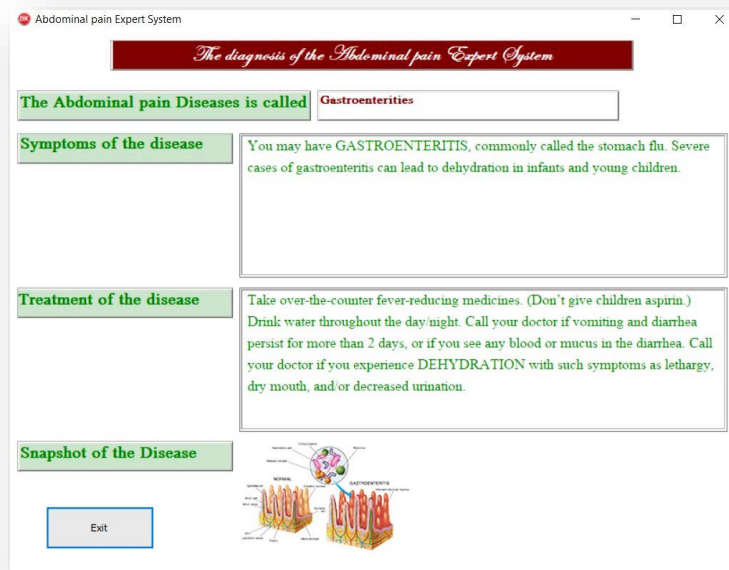 Abdominal pain Expert System
The diagnosis of the Abdominal pain Expert System
The Abdominal pain Diseases is called
Gastroenterities
Symptoms of the disease
You may have GASTROENTERITIS, commonly called the stomach flu. Severe
cases of gastroenteritis can lead to dehydration in infants and young children.
Treatment of the disease
Take over-the-counter fever-reducing medicines. (Don't give children aspirin.)
Drink water throughout the day/night. Call your doctor if vomiting and diarrhea
persist for more than 2 days, or if you see any blood or mucus in the diarrhea. Call
your doctor if you experience DEHYDRATION with such symptoms as lethargy,
dry mouth, and/or decreased urination.
Snapshot of the Disease
NORMAL
GASTROENTERITIS
Exit